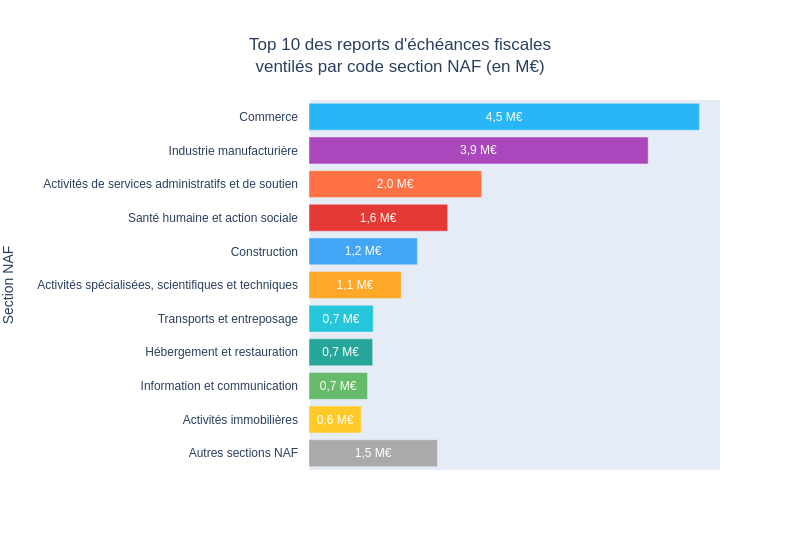 Top 10 des reports d'échéances fiscales
ventilés par code section NAF (en M€)
Section NAF
Commerce 4,5 M€
Industrie manufacturière 3,9 M€
Activités de services administratifs et de soutien 2,0 M€
Santé humaine et action sociale 1,6 M€
Construction 1,2 M€
Activités spécialisées, scientifiques et techniques 1,1 M€
Transports et entreposage 0,7 M€
Hébergement et restauration 0,7 M€
Information et communication 0,7 M€
Activités immobilières 0,6 M€
Autres sections NAF 1,5 M€